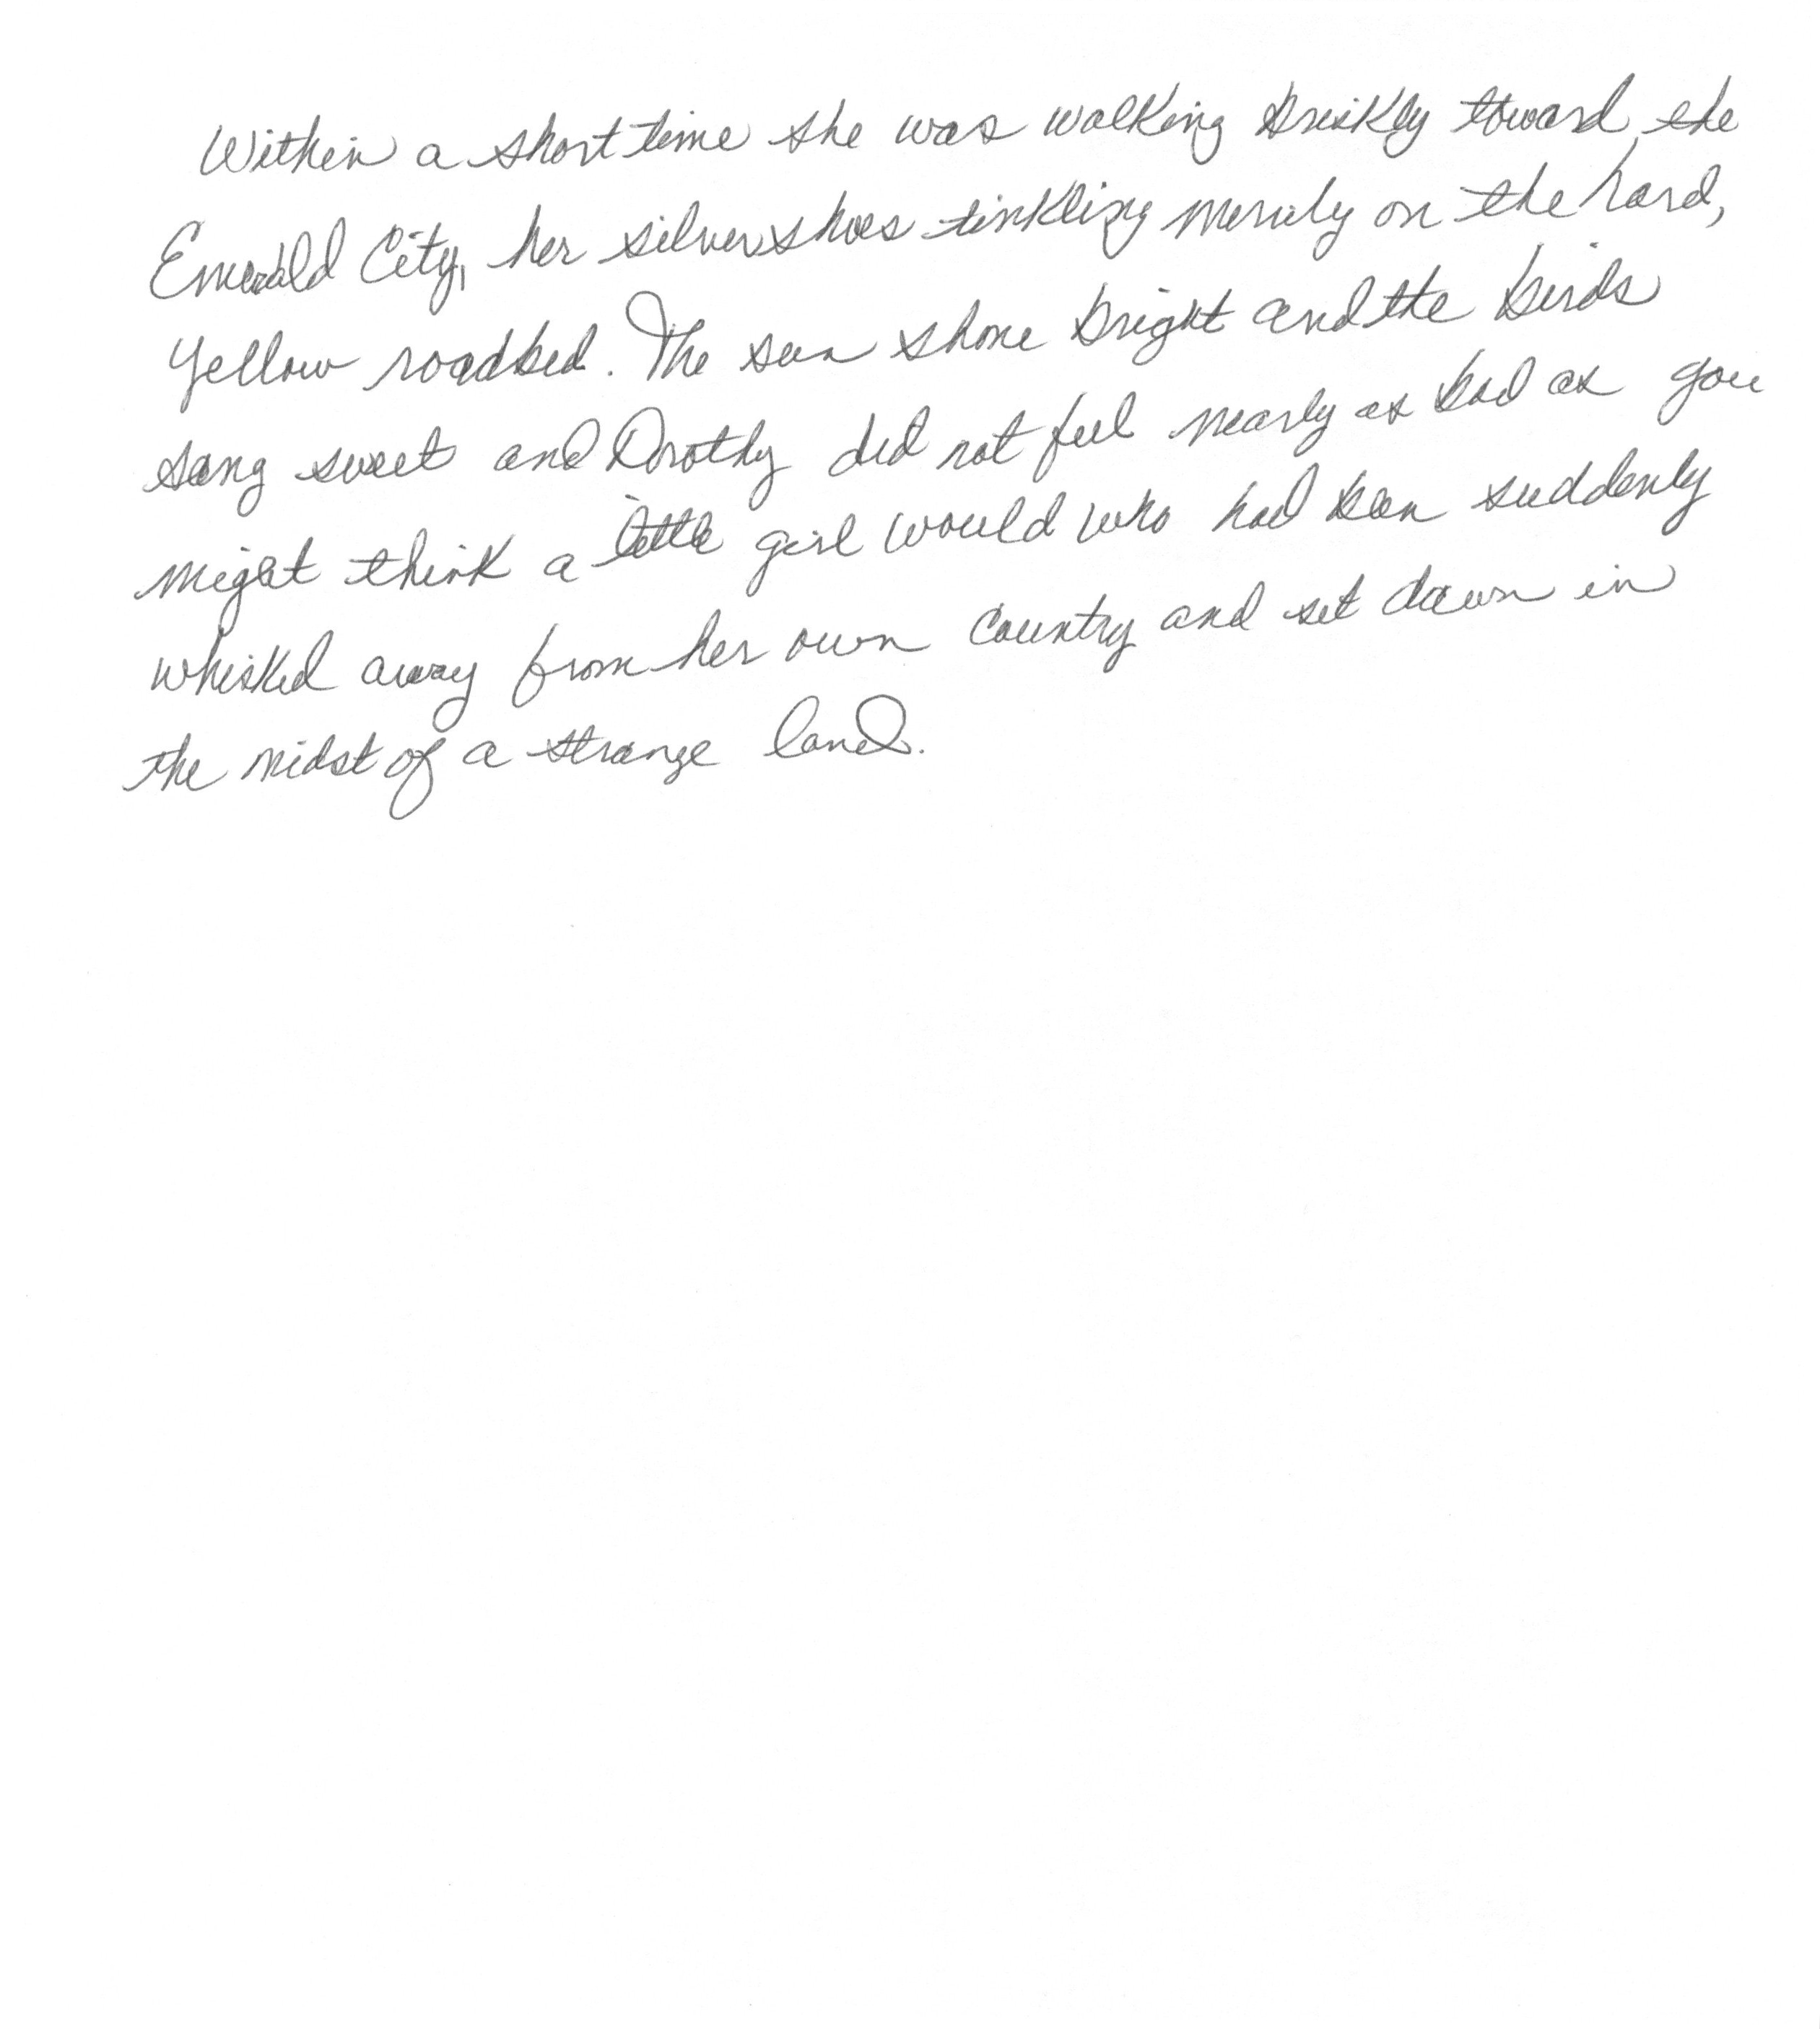 Within a short time she was walking briskly toward the
Emerald City, her silver shoes tinkling merrily on the hard,
Yellow roadbed. The sun shone bright and the birds
sang sweet and Dorothy did not feel nearly as bad as you
might think a little girl would who had been suddenly
whisked away from her own country and set down in
the midst of a strange land.